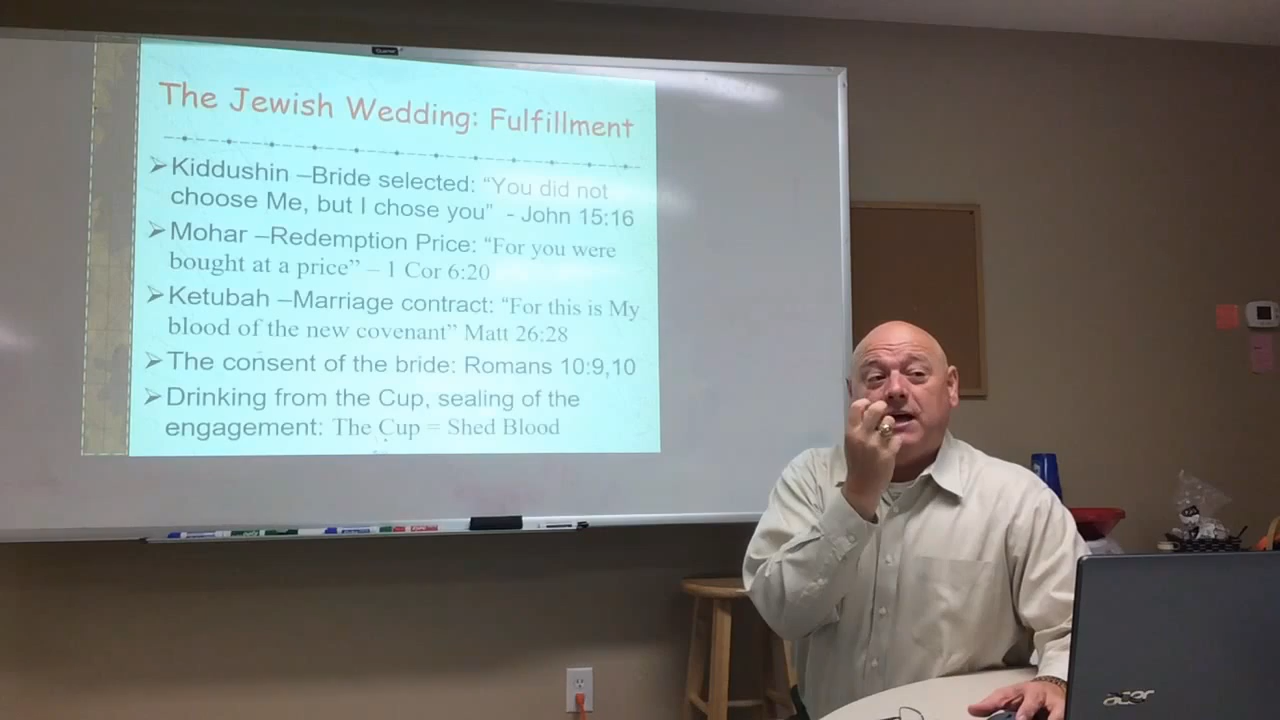 The Jewish Wedding: Fulfillment
➢Kiddushin –Bride selected: “You did not
choose Me, but I chose you” - John 15:16
➢Mohar –Redemption Price: “For you were
bought at a price” – 1 Cor 6:20
➢Ketubah –Marriage contract: “For this is My
blood of the new covenant” Matt 26:28
➢The consent of the bride: Romans 10:9,10
➢Drinking from the Cup, sealing of the
engagement: The Cup = Shed Blood
acer